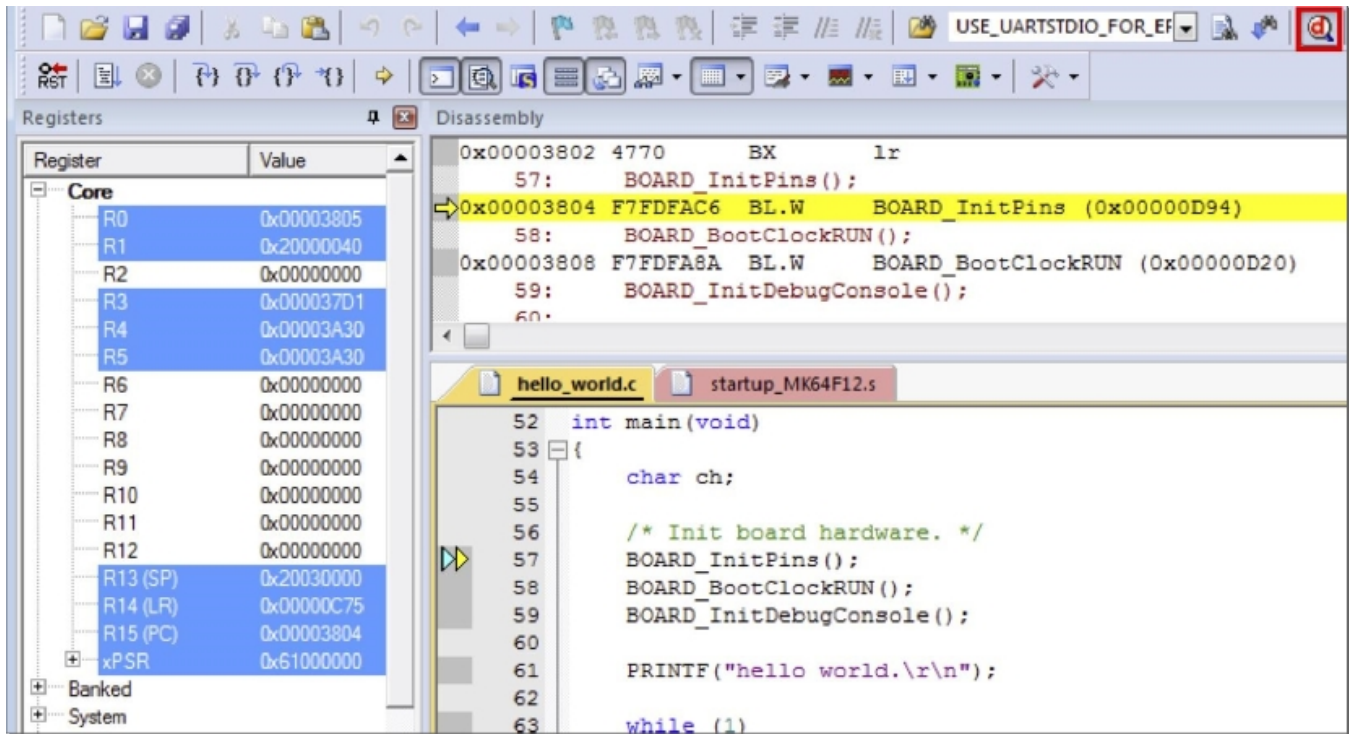 USE_UARTSTDIO_FOR_EF
RST
Registers
Register Value
Core
R0 0x00003805
R1 0x20000040
R2 0x00000000
R3 0x000037D1
R4 0x00003A30
R5 0x00003A30
R6 0x00000000
R7 0x00000000
R8 0x00000000
R9 0x00000000
R10 0x00000000
R11 0x00000000
R12 0x00000000
R13 (SP) 0x20030000
R14 (LR) 0x00000C75
R15 (PC) 0x00003804
xPSR 0x61000000
Banked
System
Disassembly
0x00003802 4770 BX lr
57: BOARD_InitPins();
0x00003804 F7FDFAC6 BL.W BOARD_InitPins (0x00000D94)
58: BOARD_BootClockRUN();
0x00003808 F7FDFA8A BL.W BOARD_BootClockRUN (0x00000D20)
59: BOARD_InitDebugConsole();
60:
hello_world.c startup_MK64F12.s
52 int main(void)
53 {
54 char ch;
55
56 /* Init board hardware. */
57 BOARD_InitPins();
58 BOARD_BootClockRUN();
59 BOARD_InitDebugConsole();
60
61 PRINTF("hello world.\r\n");
62
63 while (1)